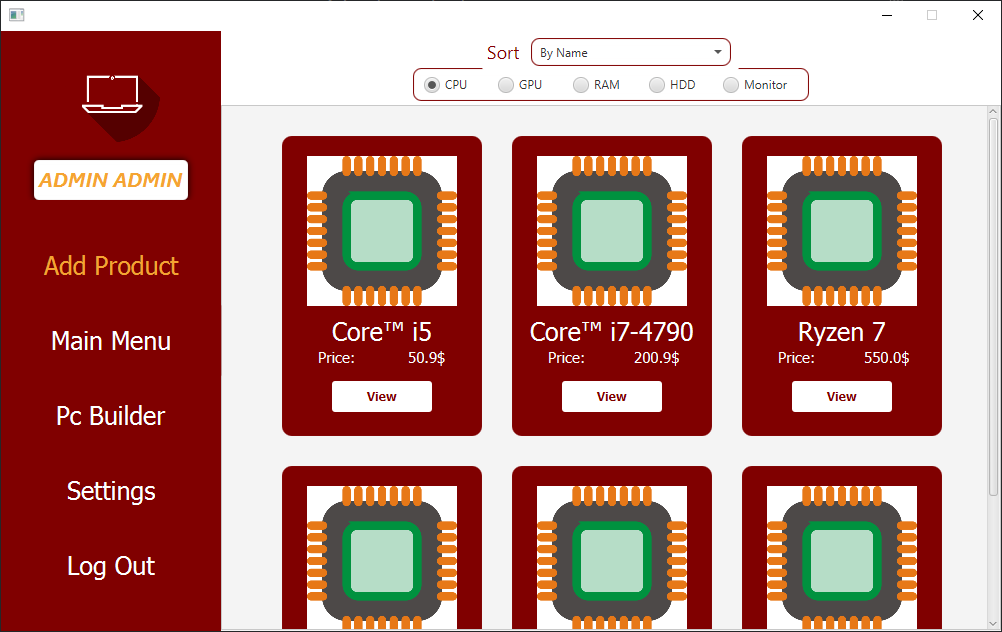 Sort By Name
CPU GPU RAM HDD Monitor
ADMIN ADMIN
Add Product
Main Menu
Pc Builder
Settings
Log Out
Core™ i5
Price: 50.9$
View
Core™ i7-4790
Price: 200.9$
View
Ryzen 7
Price: 550.0$
View